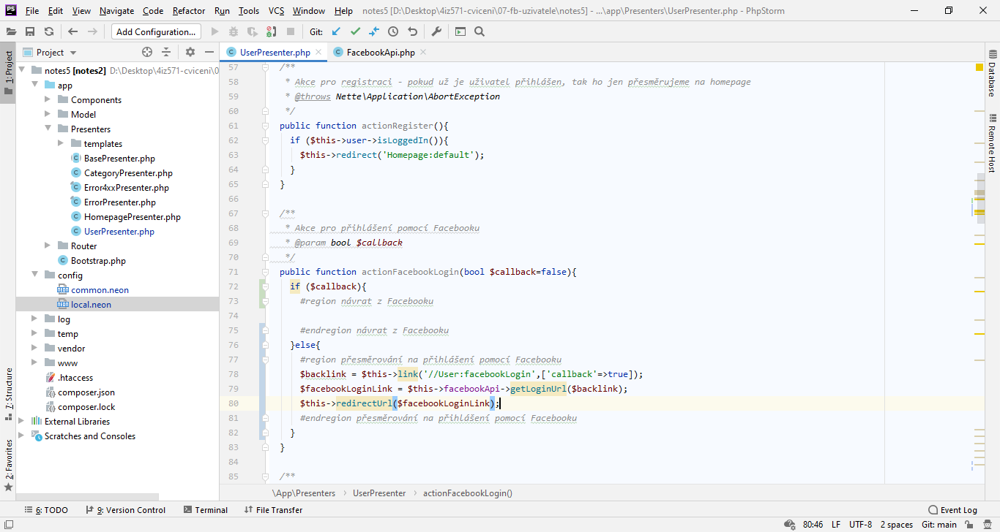 PS File Edit View Navigate Code Refactor Run Tools VCS Window Help notes5 [D:\Desktop\4iz571-cviceni\07-fb-uzivatele\notes5] - ...\app\Presenters\UserPresenter.php - PhpStorm
Add Configuration... Git:
Project
UserPresenter.php
FacebookApi.php
1: Project
7: Structure
2: Favorites
notes5 [notes2] D:\Desktop\4iz571-cviceni\0
app
Components
Model
Presenters
templates
BasePresenter.php
CategoryPresenter.php
Error4xxPresenter.php
ErrorPresenter.php
HomepagePresenter.php
UserPresenter.php
Router
Bootstrap.php
config
common.neon
local.neon
log
temp
vendor
www
.htaccess
composer.json
composer.lock
External Libraries
Scratches and Consoles
57 /**
58 * Akce pro registraci - pokud už je uživatel přihlášen, tak ho jen přesměrujeme na homepage
59 * @throws Nette\Application\AbortException
60 */
61 public function actionRegister(){
62 if ($this->user->isLoggedIn()){
63 $this->redirect('Homepage:default');
64 }
65 }
66
67 /**
68 * Akce pro přihlášení pomocí Facebooku
69 * @param bool $callback
70 */
71 public function actionFacebookLogin(bool $callback=false){
72 if ($callback){
73 #region návrat z Facebooku
74
75 #endregion návrat z Facebooku
76 }else{
77 #region přesměrování na přihlášení pomocí Facebooku
78 $backlink = $this->link('//User:facebookLogin',['callback'=>true]);
79 $facebookLoginLink = $this->facebookApi->getLoginUrl($backlink);
80 $this->redirectUrl($facebookLoginLink);
81 #endregion přesměrování na přihlášení pomocí Facebooku
82 }
83 }
84
85 /**
\App\Presenters › UserPresenter › actionFacebookLogin()
Database
Remote Host
6: TODO 9: Version Control Terminal File Transfer Event Log
80:46 LF UTF-8 2 spaces Git: main